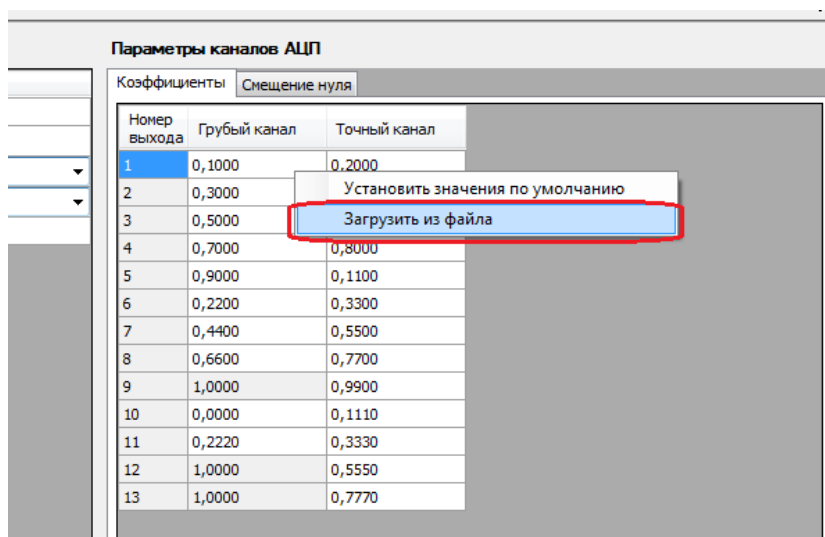 Параметры каналов АЦП
Коэффициенты Смещение нуля
Номер выхода Грубый канал Точный канал
1 0,1000 0,2000
Установить значения по умолчанию
2 0,3000
Загрузить из файла
3 0,5000
4 0,7000 0,8000
5 0,9000 0,1100
6 0,2200 0,3300
7 0,4400 0,5500
8 0,6600 0,7700
9 1,0000 0,9900
10 0,0000 0,1110
11 0,2220 0,3330
12 1,0000 0,5550
13 1,0000 0,7770